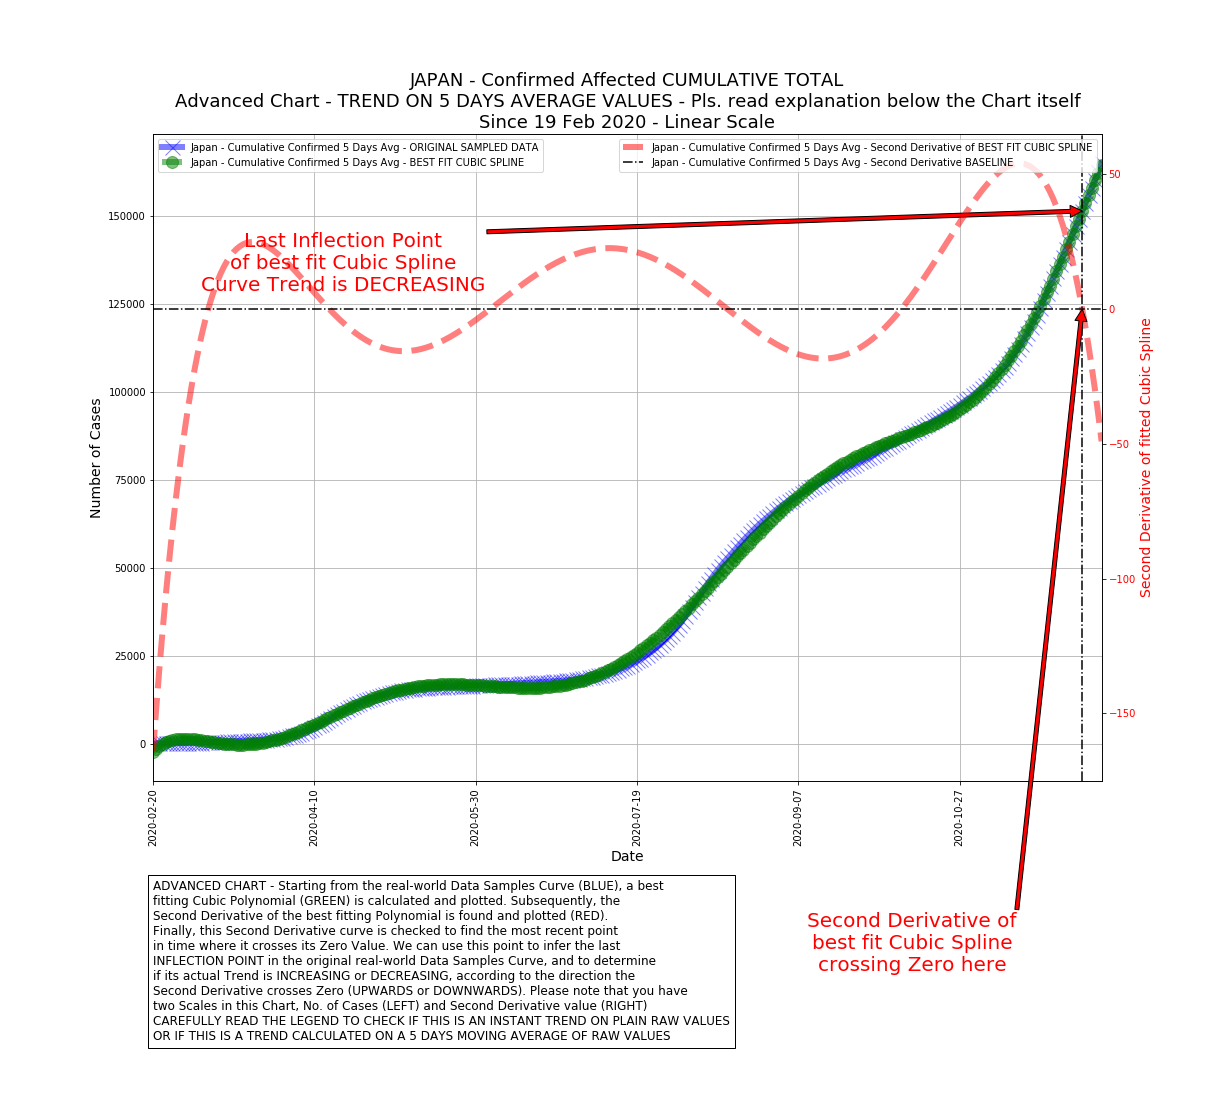 JAPAN - Confirmed Affected CUMULATIVE TOTAL
Advanced Chart - TREND ON 5 DAYS AVERAGE VALUES - Pls. read explanation below the Chart itself
Since 19 Feb 2020 - Linear Scale
Japan - Cumulative Confirmed 5 Days Avg - ORIGINAL SAMPLED DATA
Japan - Cumulative Confirmed 5 Days Avg - BEST FIT CUBIC SPLINE
Japan - Cumulative Confirmed 5 Days Avg - Second Derivative of BEST FIT CUBIC SPLINE
Japan - Cumulative Confirmed 5 Days Avg - Second Derivative BASELINE
Last Inflection Point
of best fit Cubic Spline
Curve Trend is DECREASING
Number of Cases
150000
125000
100000
75000
50000
25000
0
50
0
−50
−100
−150
Second Derivative of fitted Cubic Spline
2020-02-20
2020-04-10
2020-05-30
2020-07-19
2020-09-07
2020-10-27
Date
ADVANCED CHART - Starting from the real-world Data Samples Curve (BLUE), a best
fitting Cubic Polynomial (GREEN) is calculated and plotted. Subsequently, the
Second Derivative of the best fitting Polynomial is found and plotted (RED).
Finally, this Second Derivative curve is checked to find the most recent point
in time where it crosses its Zero Value. We can use this point to infer the last
INFLECTION POINT in the original real-world Data Samples Curve, and to determine
if its actual Trend is INCREASING or DECREASING, according to the direction the
Second Derivative crosses Zero (UPWARDS or DOWNWARDS). Please note that you have
two Scales in this Chart, No. of Cases (LEFT) and Second Derivative value (RIGHT)
CAREFULLY READ THE LEGEND TO CHECK IF THIS IS AN INSTANT TREND ON PLAIN RAW VALUES
OR IF THIS IS A TREND CALCULATED ON A 5 DAYS MOVING AVERAGE OF RAW VALUES
Second Derivative of
best fit Cubic Spline
crossing Zero here